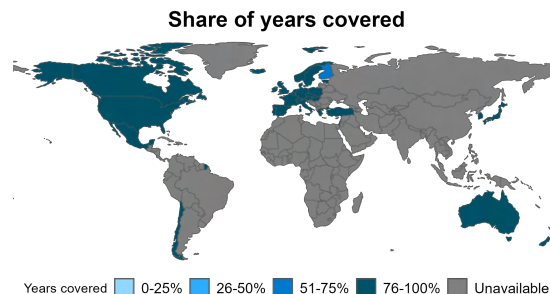 Share of years covered
Years covered 0-25% 26-50% 51-75% 76-100% Unavailable